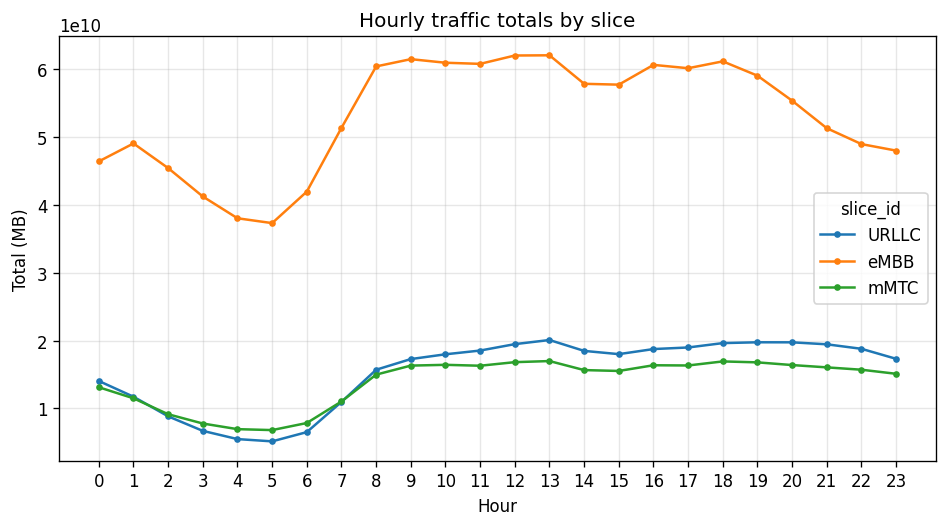 Hourly traffic totals by slice
1e10
6
5
4
3
2
1
Total (MB)
slice_id
URLLC
eMBB
mMTC
0 1 2 3 4 5 6 7 8 9 10 11 12 13 14 15 16 17 18 19 20 21 22 23
Hour